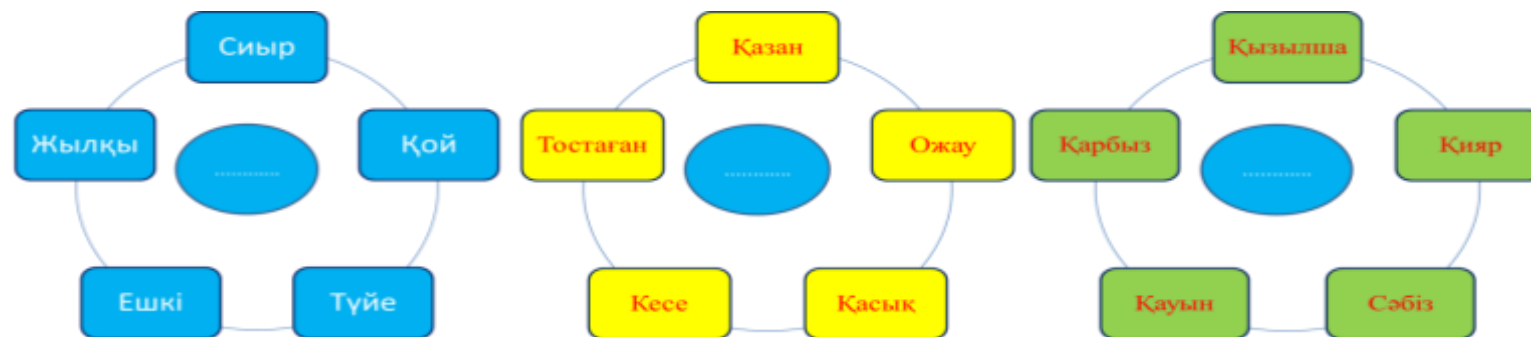 Сиыр
Жылқы
Қой
............
Ешкі
Түйе
Қазан
Тостаған
Ожау
............
Кесе
Қасық
Қызылша
Қарбыз
Қияр
............
Қауын
Сәбіз